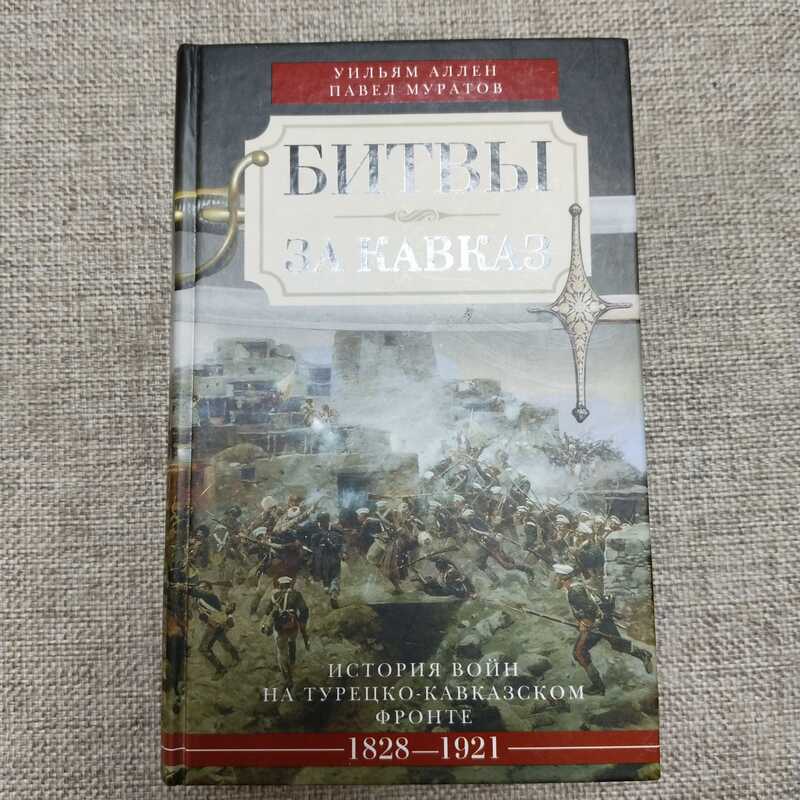 УИЛЬЯМ АЛЛЕН
ПАВЕЛ МУРАТОВ
БИТВЫ
ЗА КАВКАЗ
ИСТОРИЯ ВОЙН
НА ТУРЕЦКО-КАВКАЗСКОМ
ФРОНТЕ
1828—1921